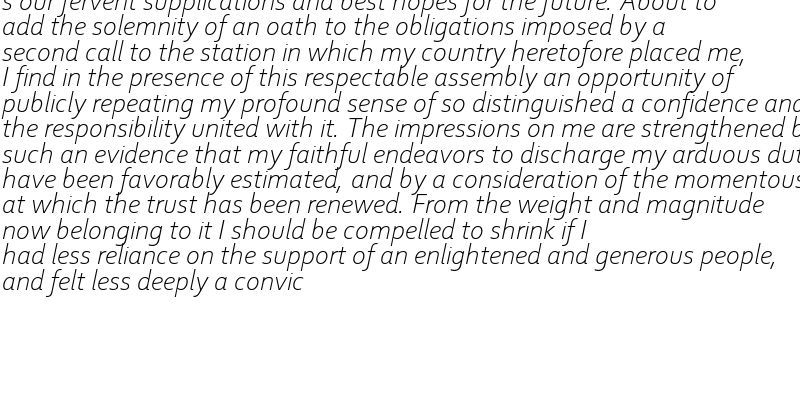 s our fervent supplications and best hopes for the future. About to
add the solemnity of an oath to the obligations imposed by a
second call to the station in which my country heretofore placed me,
I find in the presence of this respectable assembly an opportunity of
publicly repeating my profound sense of so distinguished a confidence and
the responsibility united with it. The impressions on me are strengthened b
such an evidence that my faithful endeavors to discharge my arduous dut
have been favorably estimated, and by a consideration of the momentous
at which the trust has been renewed. From the weight and magnitude
now belonging to it I should be compelled to shrink if I
had less reliance on the support of an enlightened and generous people,
and felt less deeply a convic